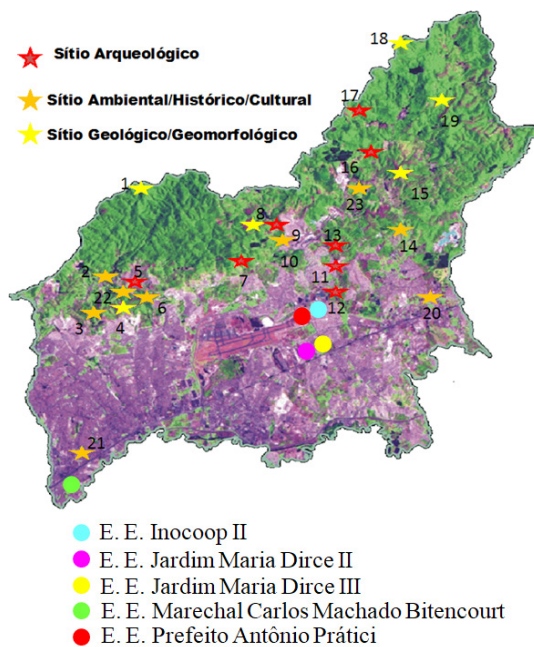 Sítio Arqueológico
Sítio Ambiental/Histórico/Cultural
Sítio Geológico/Geomorfológico
18
17
19
16
15
1
23
8
9
13
14
10
7
11
2
5
22
6
12
20
3
4
21
E. E. Inocoop II
E. E. Jardim Maria Dirce II
E. E. Jardim Maria Dirce III
E. E. Marechal Carlos Machado Bitencourt
E. E. Prefeito Antônio Prátici